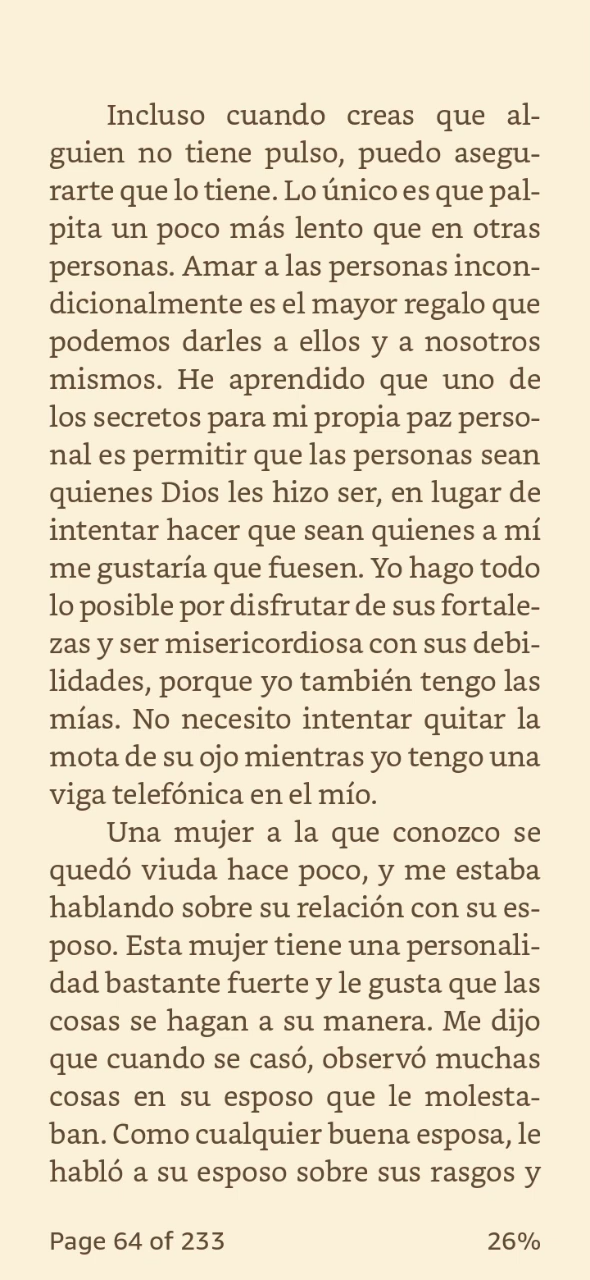 Incluso cuando creas que al-
guien no tiene pulso, puedo asegu-
rarte que lo tiene. Lo único es que pal-
pita un poco más lento que en otras
personas. Amar a las personas incon-
dicionalmente es el mayor regalo que
podemos darles a ellos y a nosotros
mismos. He aprendido que uno de
los secretos para mi propia paz perso-
nal es permitir que las personas sean
quienes Dios les hizo ser, en lugar de
intentar hacer que sean quienes a mí
me gustaría que fuesen. Yo hago todo
lo posible por disfrutar de sus fortale-
zas y ser misericordiosa con sus debi-
lidades, porque yo también tengo las
mías. No necesito intentar quitar la
mota de su ojo mientras yo tengo una
viga telefónica en el mío.
Una mujer a la que conozco se
quedó viuda hace poco, y me estaba
hablando sobre su relación con su es-
poso. Esta mujer tiene una personali-
dad bastante fuerte y le gusta que las
cosas se hagan a su manera. Me dijo
que cuando se casó, observó muchas
cosas en su esposo que le molesta-
ban. Como cualquier buena esposa, le
habló a su esposo sobre sus rasgos y
Page 64 of 233 26%